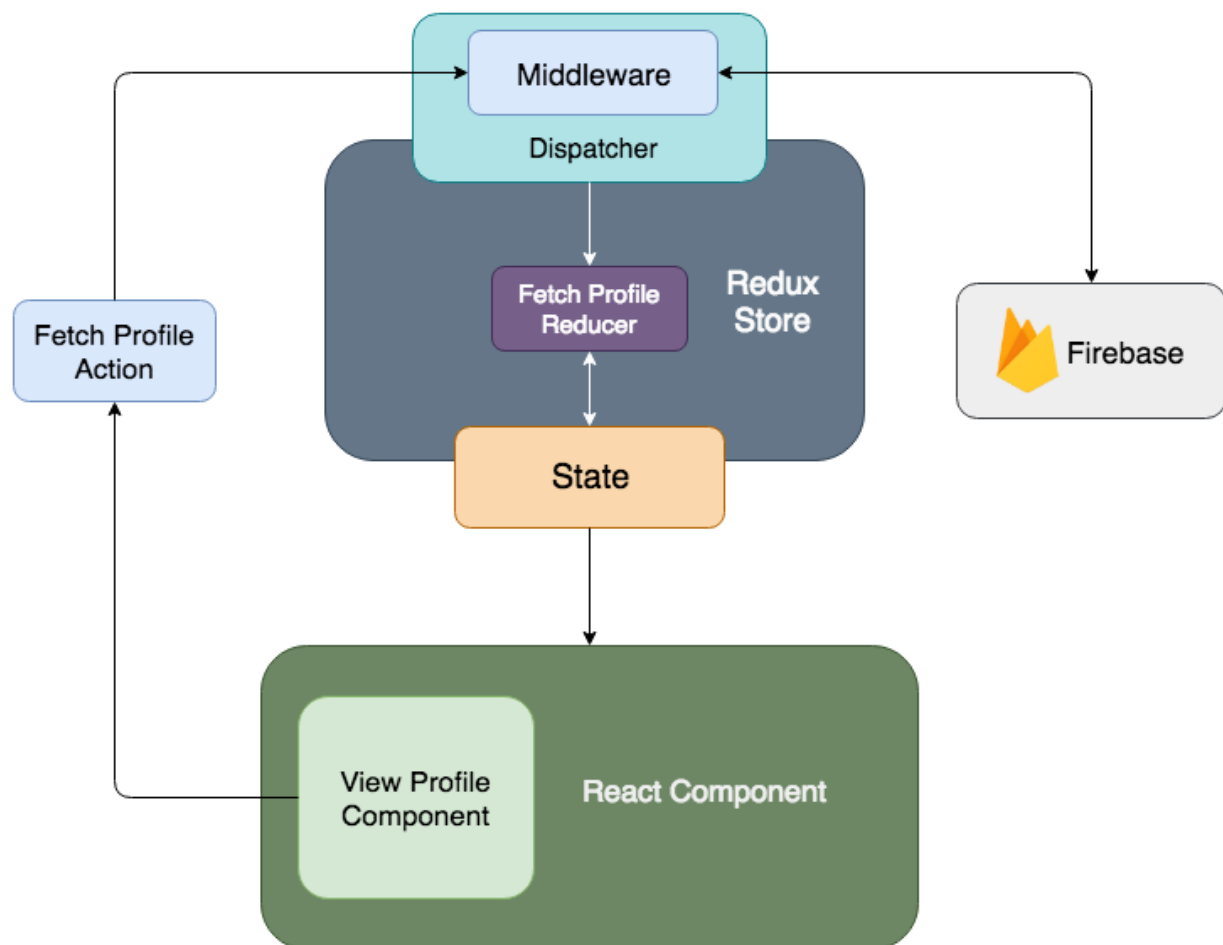 Middleware
Dispatcher
Redux
Store
Fetch Profile
Reducer
Fetch Profile
Action
Firebase
State
View Profile
Component
React Component